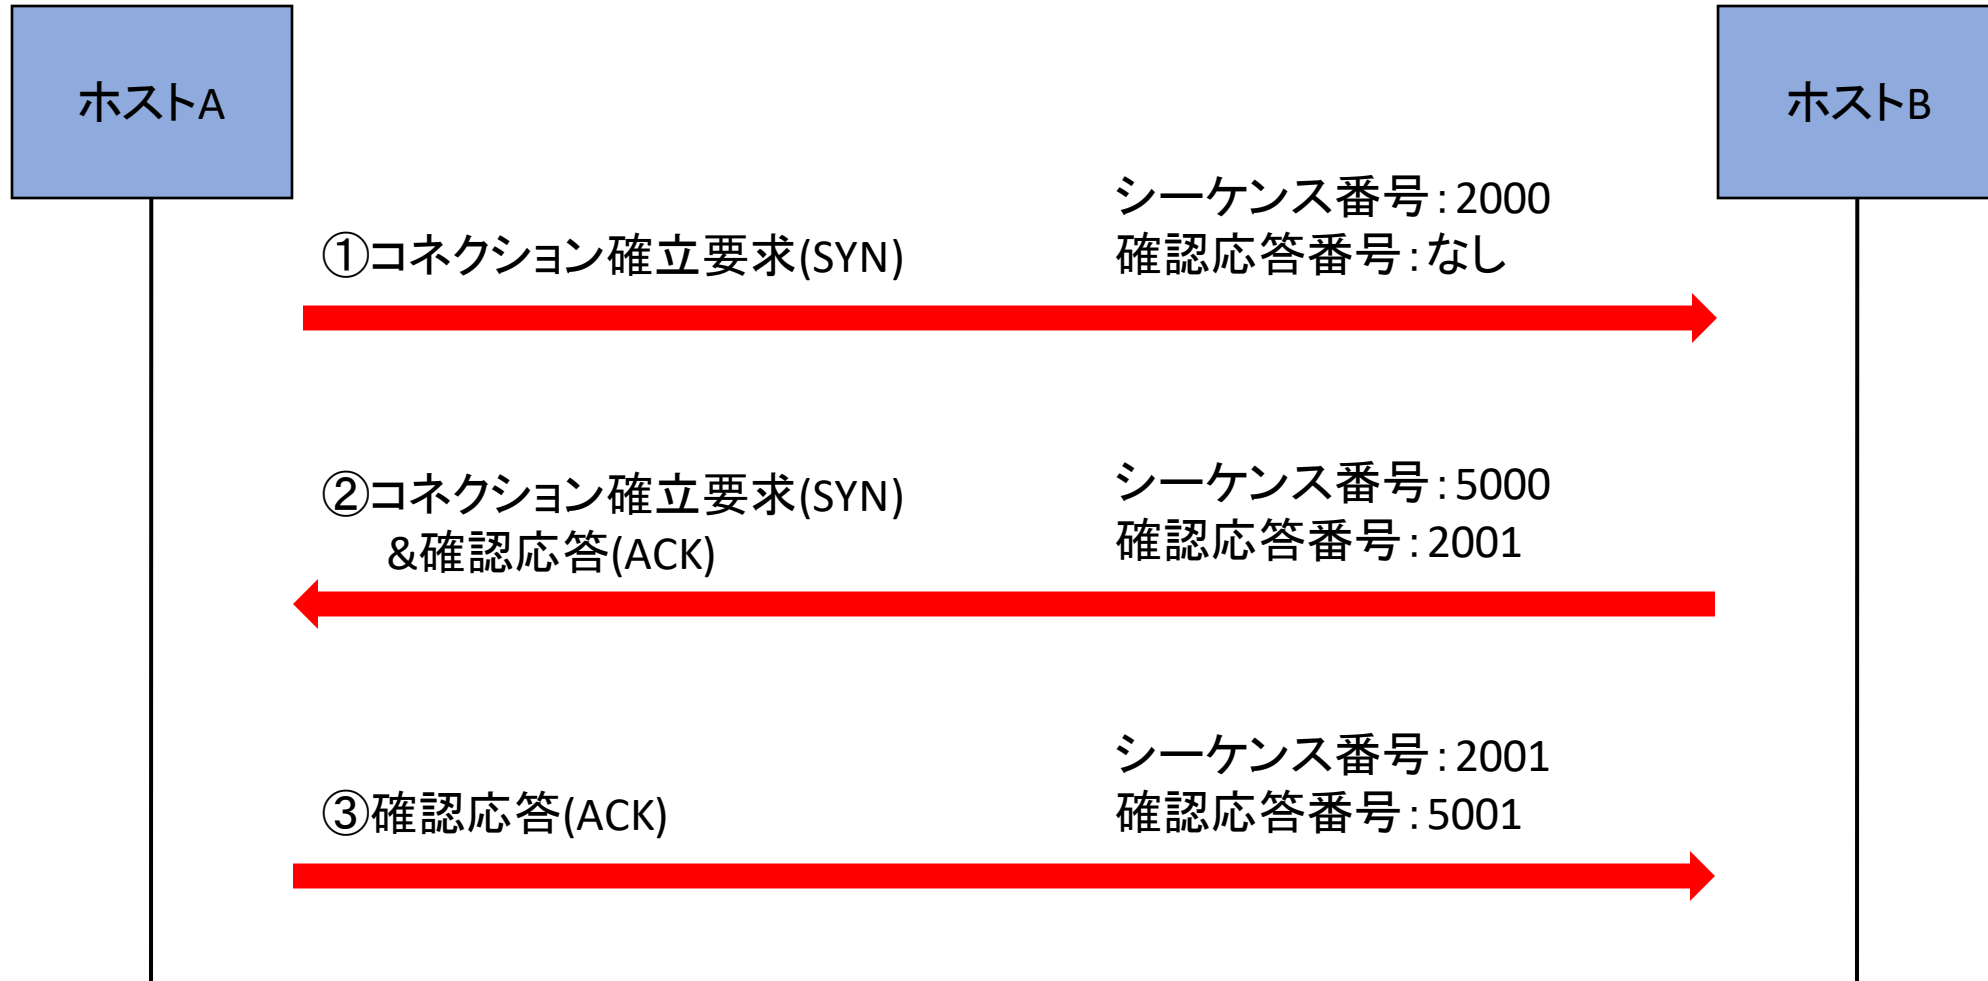 ホストA
ホストB
①コネクション確立要求(SYN)
シーケンス番号:2000
確認応答番号:なし
②コネクション確立要求(SYN)
&確認応答(ACK)
シーケンス番号:5000
確認応答番号:2001
③確認応答(ACK)
シーケンス番号:2001
確認応答番号:5001